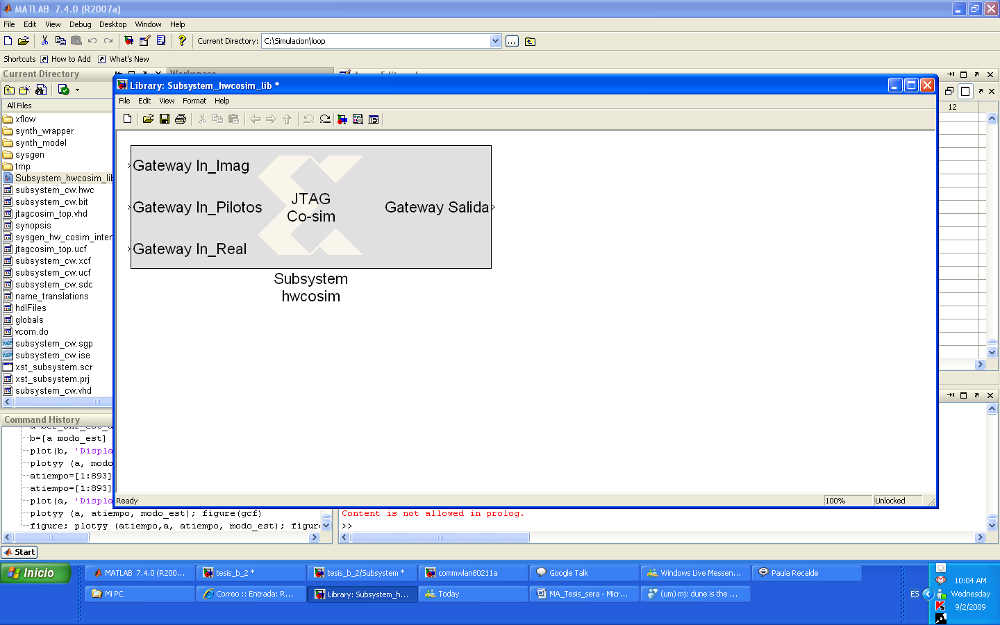 MATLAB 7.4.0 (R2007a)
File Edit View Debug Desktop Window Help
Current Directory: C:\Simulacion\loop
Shortcuts How to Add What's New
Current Directory
Workspace
12
All Files
xflow
synth_wrapper
synth_model
sysgen
tmp
Subsystem_hwcosim_lib
subsystem_cw.hwc
subsystem_cw.bit
jtagcosim_top.vhd
synopsis
sysgen_hw_cosim_inter
jtagcosim_top.ucf
subsystem_cw.xcf
subsystem_cw.ucf
subsystem_cw.sdc
name_translations
hdlFiles
globals
vcom.do
subsystem_cw.sgp
subsystem_cw.ise
xst_subsystem.scr
xst_subsystem.prj
subsystem_cw.vhd
Library: Subsystem_hwcosim_lib *
File Edit View Format Help
Gateway In_Imag
Gateway In_Pilotos
Gateway In_Real
JTAG
Co-sim
Gateway Salida
Subsystem
hwcosim
Ready 100% Unlocked
Command History
b=[a modo_est]
plot(b, 'Displa
plotyy (a, modo
atiempo=[1:893]
atiempo=[1:893]
plot(a, 'Displa
plotyy (a, atiempo, modo_est); figure(gcf)
figure; plotyy (atiempo,a, atiempo, modo_est); figur
Content is not allowed in prolog.
>>
Start
Inicio
MATLAB 7.4.0 (R200... tesis_b_2 * tesis_b_2/Subsystem * commwlan80211a Google Talk Windows Live Messen... Paula Recalde
Mi PC Correo :: Entrada: R... Library: Subsystem_h... Today MA_Tesis_sera - Micr... (um) mj: dune is the ...
ES
10:04 AM
Wednesday
9/2/2009